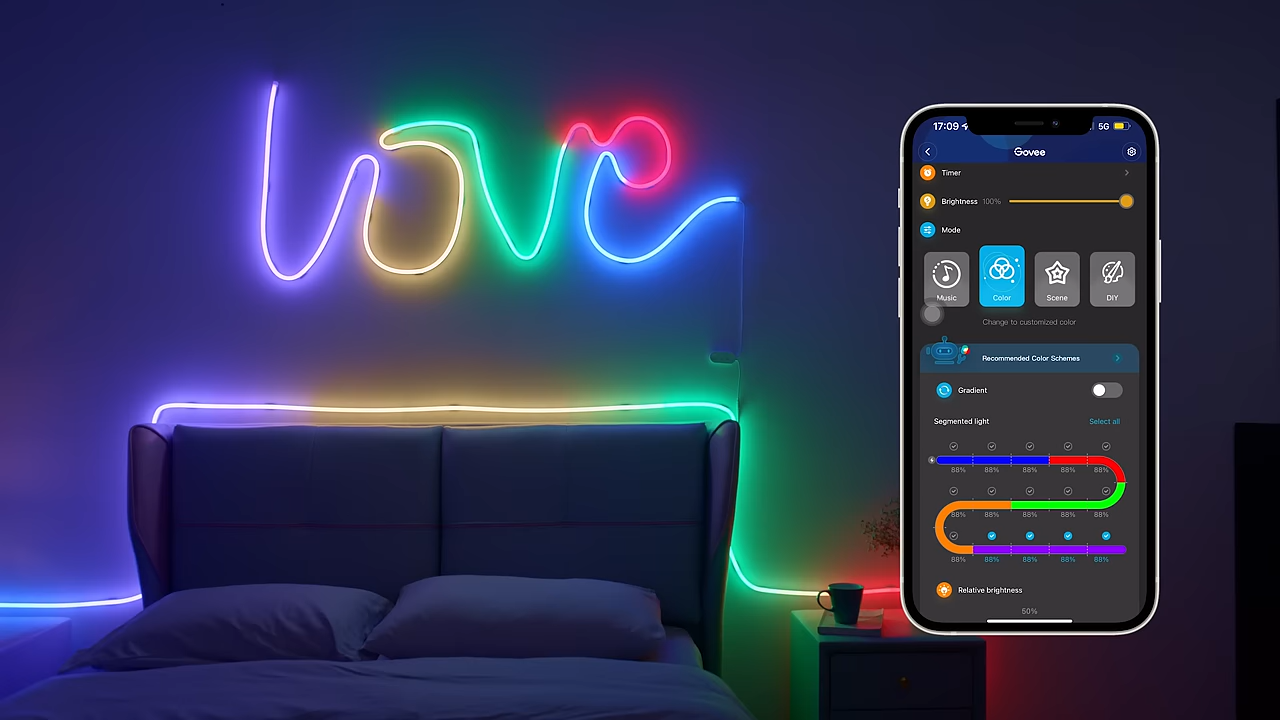 love
17:09
5G
Govee
Timer
Brightness 100%
Mode
Music
Color
Scene
DIY
Change to customized color
Recommended Color Schemes
Gradient
Segmented light
Select all
88% 88% 88% 88% 88%
88% 88% 88% 88% 88%
88% 88% 88% 88% 88%
Relative brightness
50%